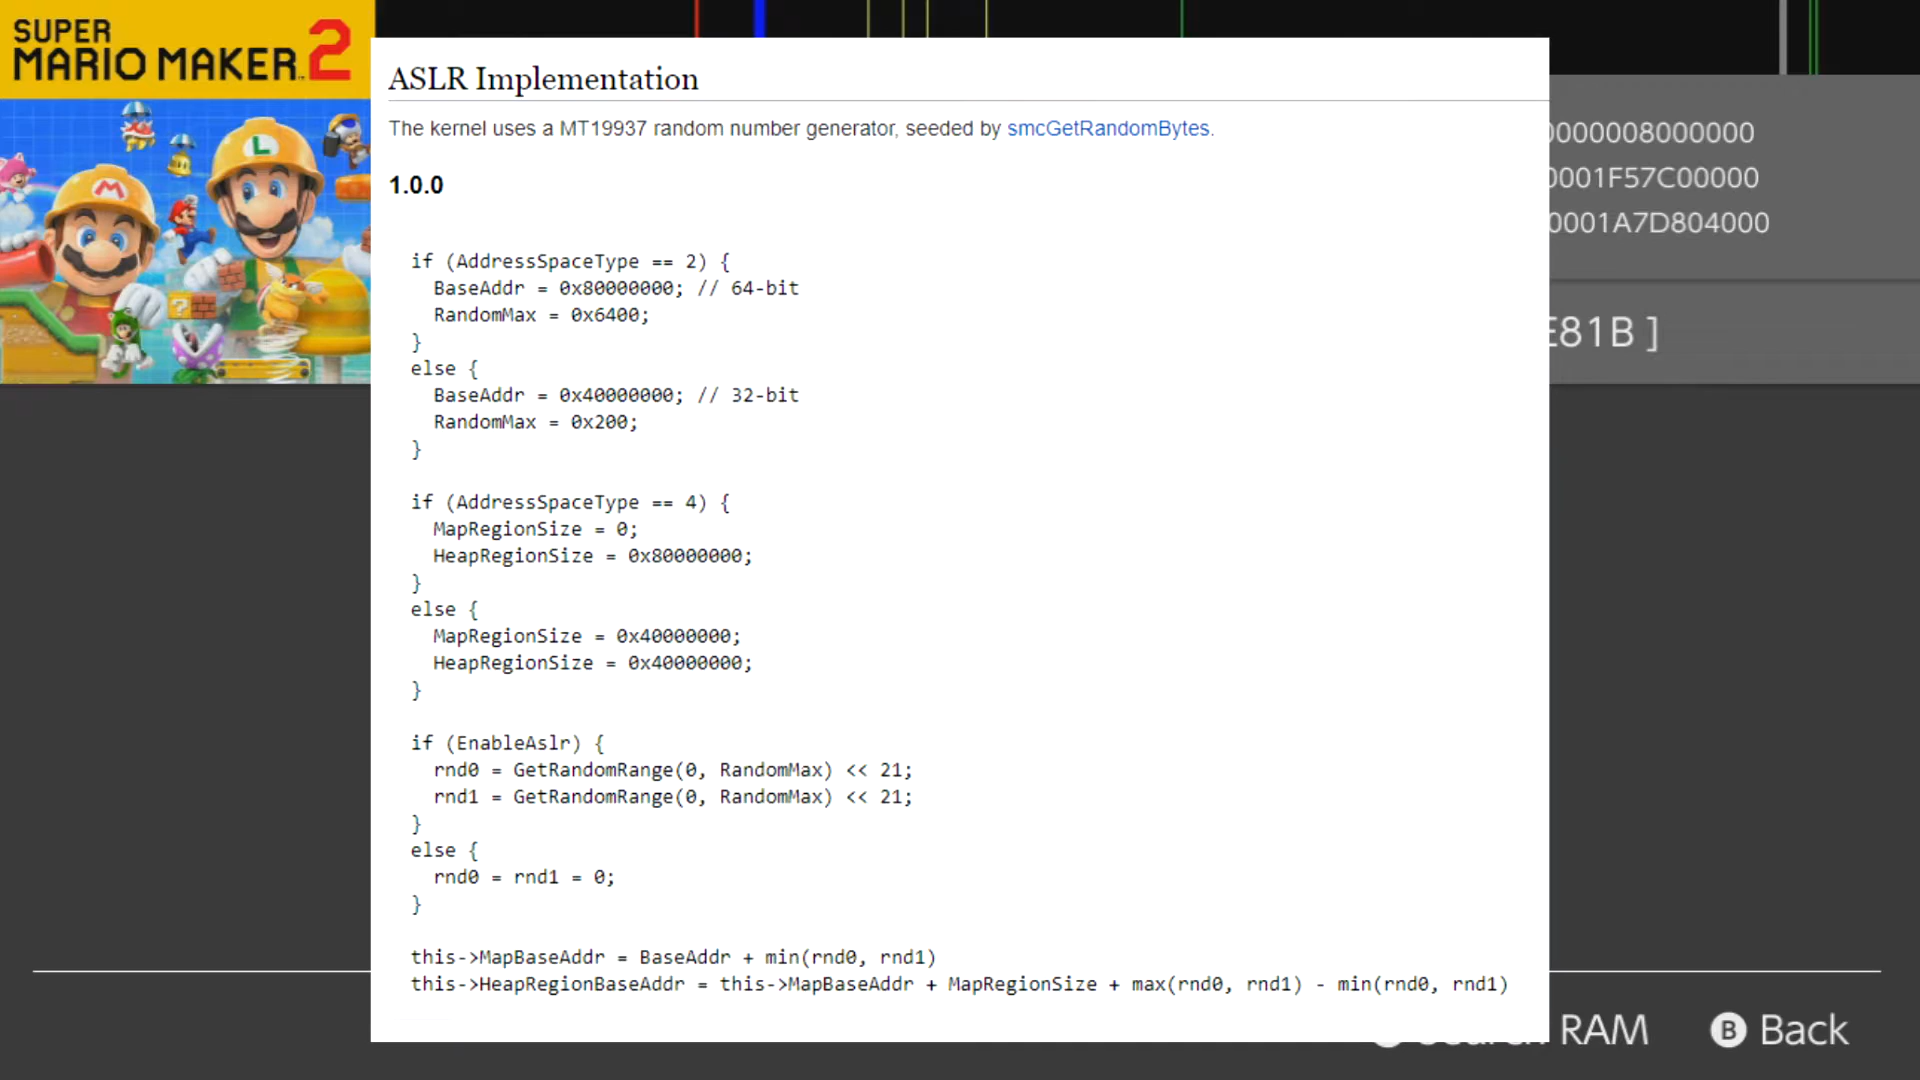 SUPER
MARIO MAKER 2
ASLR Implementation
The kernel uses a MT19937 random number generator, seeded by smcGetRandomBytes.
1.0.0
if (AddressSpaceType == 2) {
BaseAddr = 0x80000000; // 64-bit
RandomMax = 0x6400;
}
else {
BaseAddr = 0x40000000; // 32-bit
RandomMax = 0x200;
}
if (AddressSpaceType == 4) {
MapRegionSize = 0;
HeapRegionSize = 0x80000000;
}
else {
MapRegionSize = 0x40000000;
HeapRegionSize = 0x40000000;
}
if (EnableAslr) {
rnd0 = GetRandomRange(0, RandomMax) << 21;
rnd1 = GetRandomRange(0, RandomMax) << 21;
}
else {
rnd0 = rnd1 = 0;
}
this->MapBaseAddr = BaseAddr + min(rnd0, rnd1)
this->HeapRegionBaseAddr = this->MapBaseAddr + MapRegionSize + max(rnd0, rnd1) - min(rnd0, rnd1)
0000008000000
0001F57C00000
0001A7D804000
E81B ]
RAM
B Back